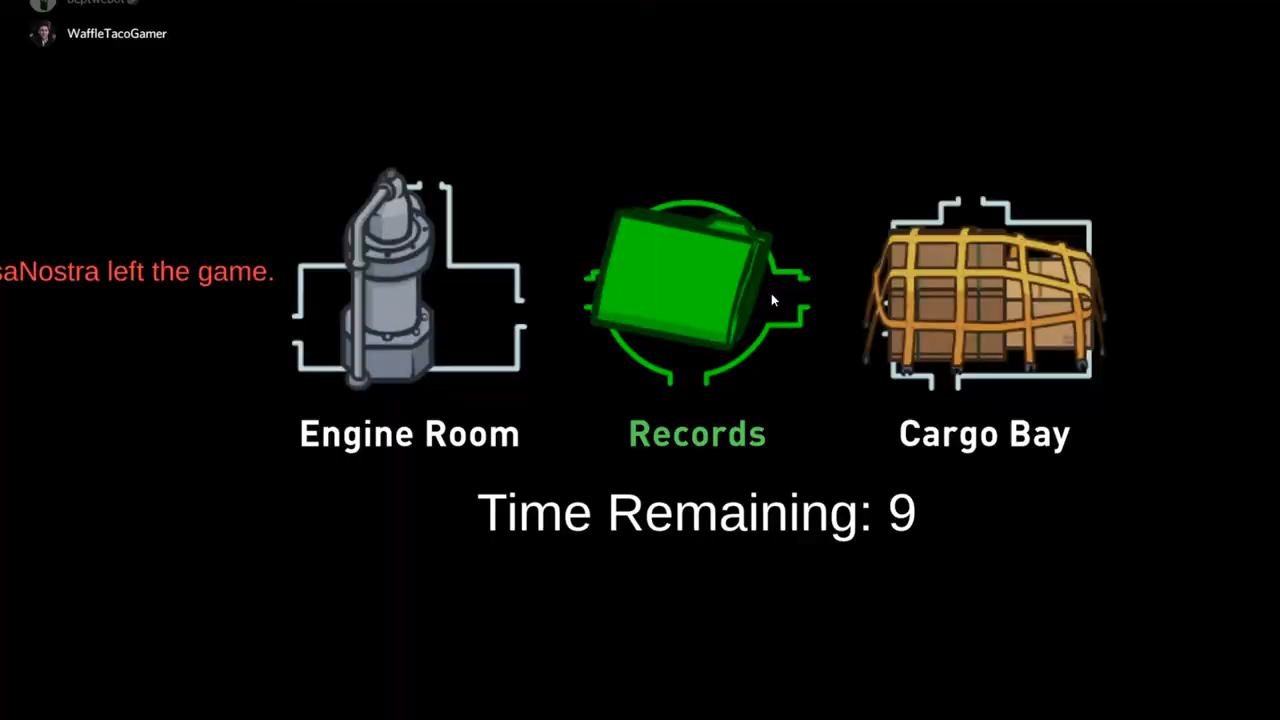 WaffleTacoGamer
saNostra left the game.
Engine Room
Records
Cargo Bay
Time Remaining: 9